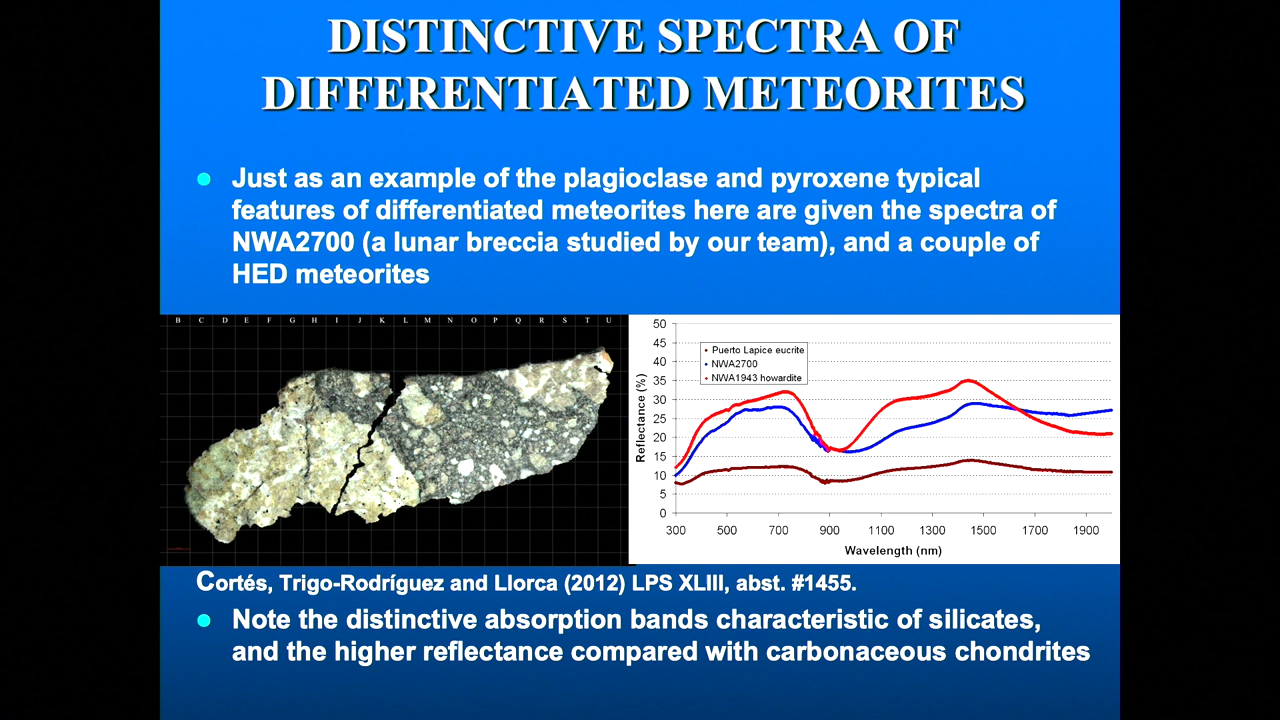 DISTINCTIVE SPECTRA OF
DIFFERENTIATED METEORITES
Just as an example of the plagioclase and pyroxene typical
features of differentiated meteorites here are given the spectra of
NWA2700 (a lunar breccia studied by our team), and a couple of
HED meteorites
B C D E F G H I J K L M N O P Q R S T U
50
45
40
35
30
25
20
15
10
5
0
Reflectance (%)
Puerto Lapice eucrite
NWA2700
NWA1943 howardite
300 500 700 900 1100 1300 1500 1700 1900
Wavelength (nm)
Cortés, Trigo-Rodríguez and Llorca (2012) LPS XLIII, abst. #1455.
Note the distinctive absorption bands characteristic of silicates,
and the higher reflectance compared with carbonaceous chondrites